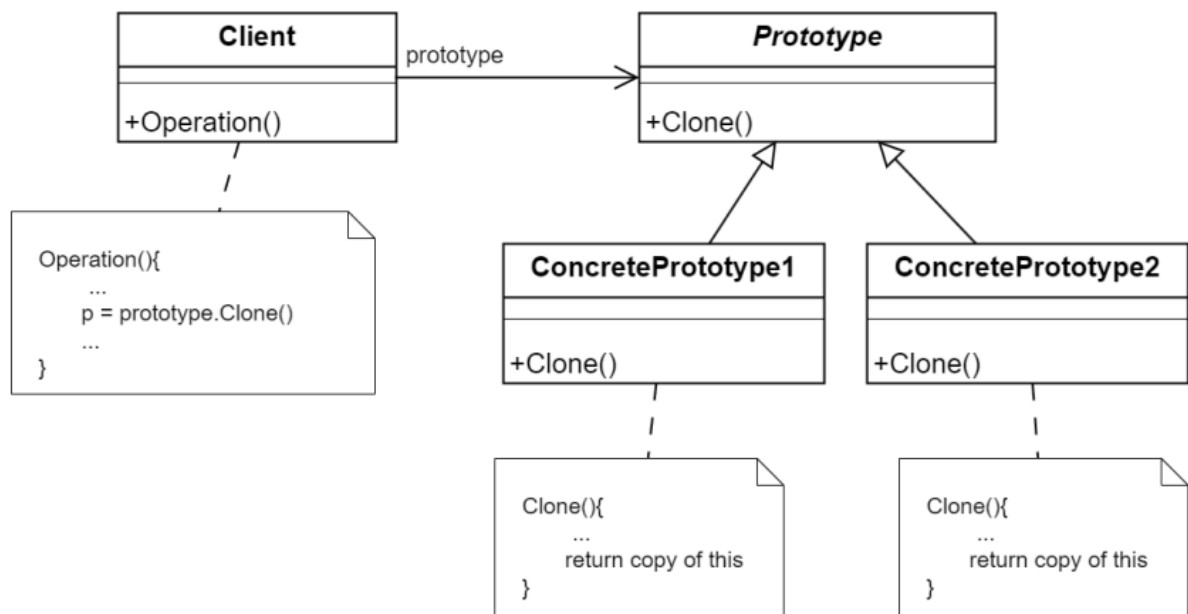 Client
+Operation()
prototype
Prototype
+Clone()
Operation(){
...
p = prototype.Clone()
...
}
ConcretePrototype1
+Clone()
ConcretePrototype2
+Clone()
Clone(){
...
return copy of this
}
Clone(){
...
return copy of this
}